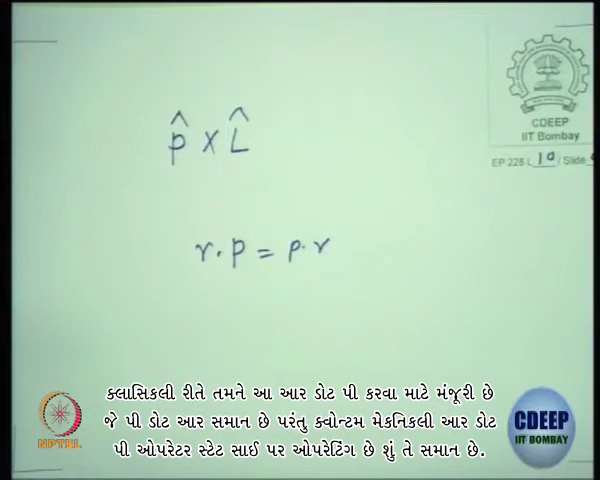 CDEEP
IIT Bombay
EP 228 L 10 / Slide
p̂ x L̂
r. p = p. r
ક્લાસિકલી રીતે તમને આ આર ડોટ પી કરવા માટે મંજૂરી છે
જે પી ડોટ આર સમાન છે પરંતુ ક્વોન્ટમ મેકનિકલી આર ડોટ
પી ઓપરેટર સ્ટેટ સાઈ પર ઓપરેટિંગ છે શું તે સમાન છે.
NPTEL
CDEEP
IIT BOMBAY